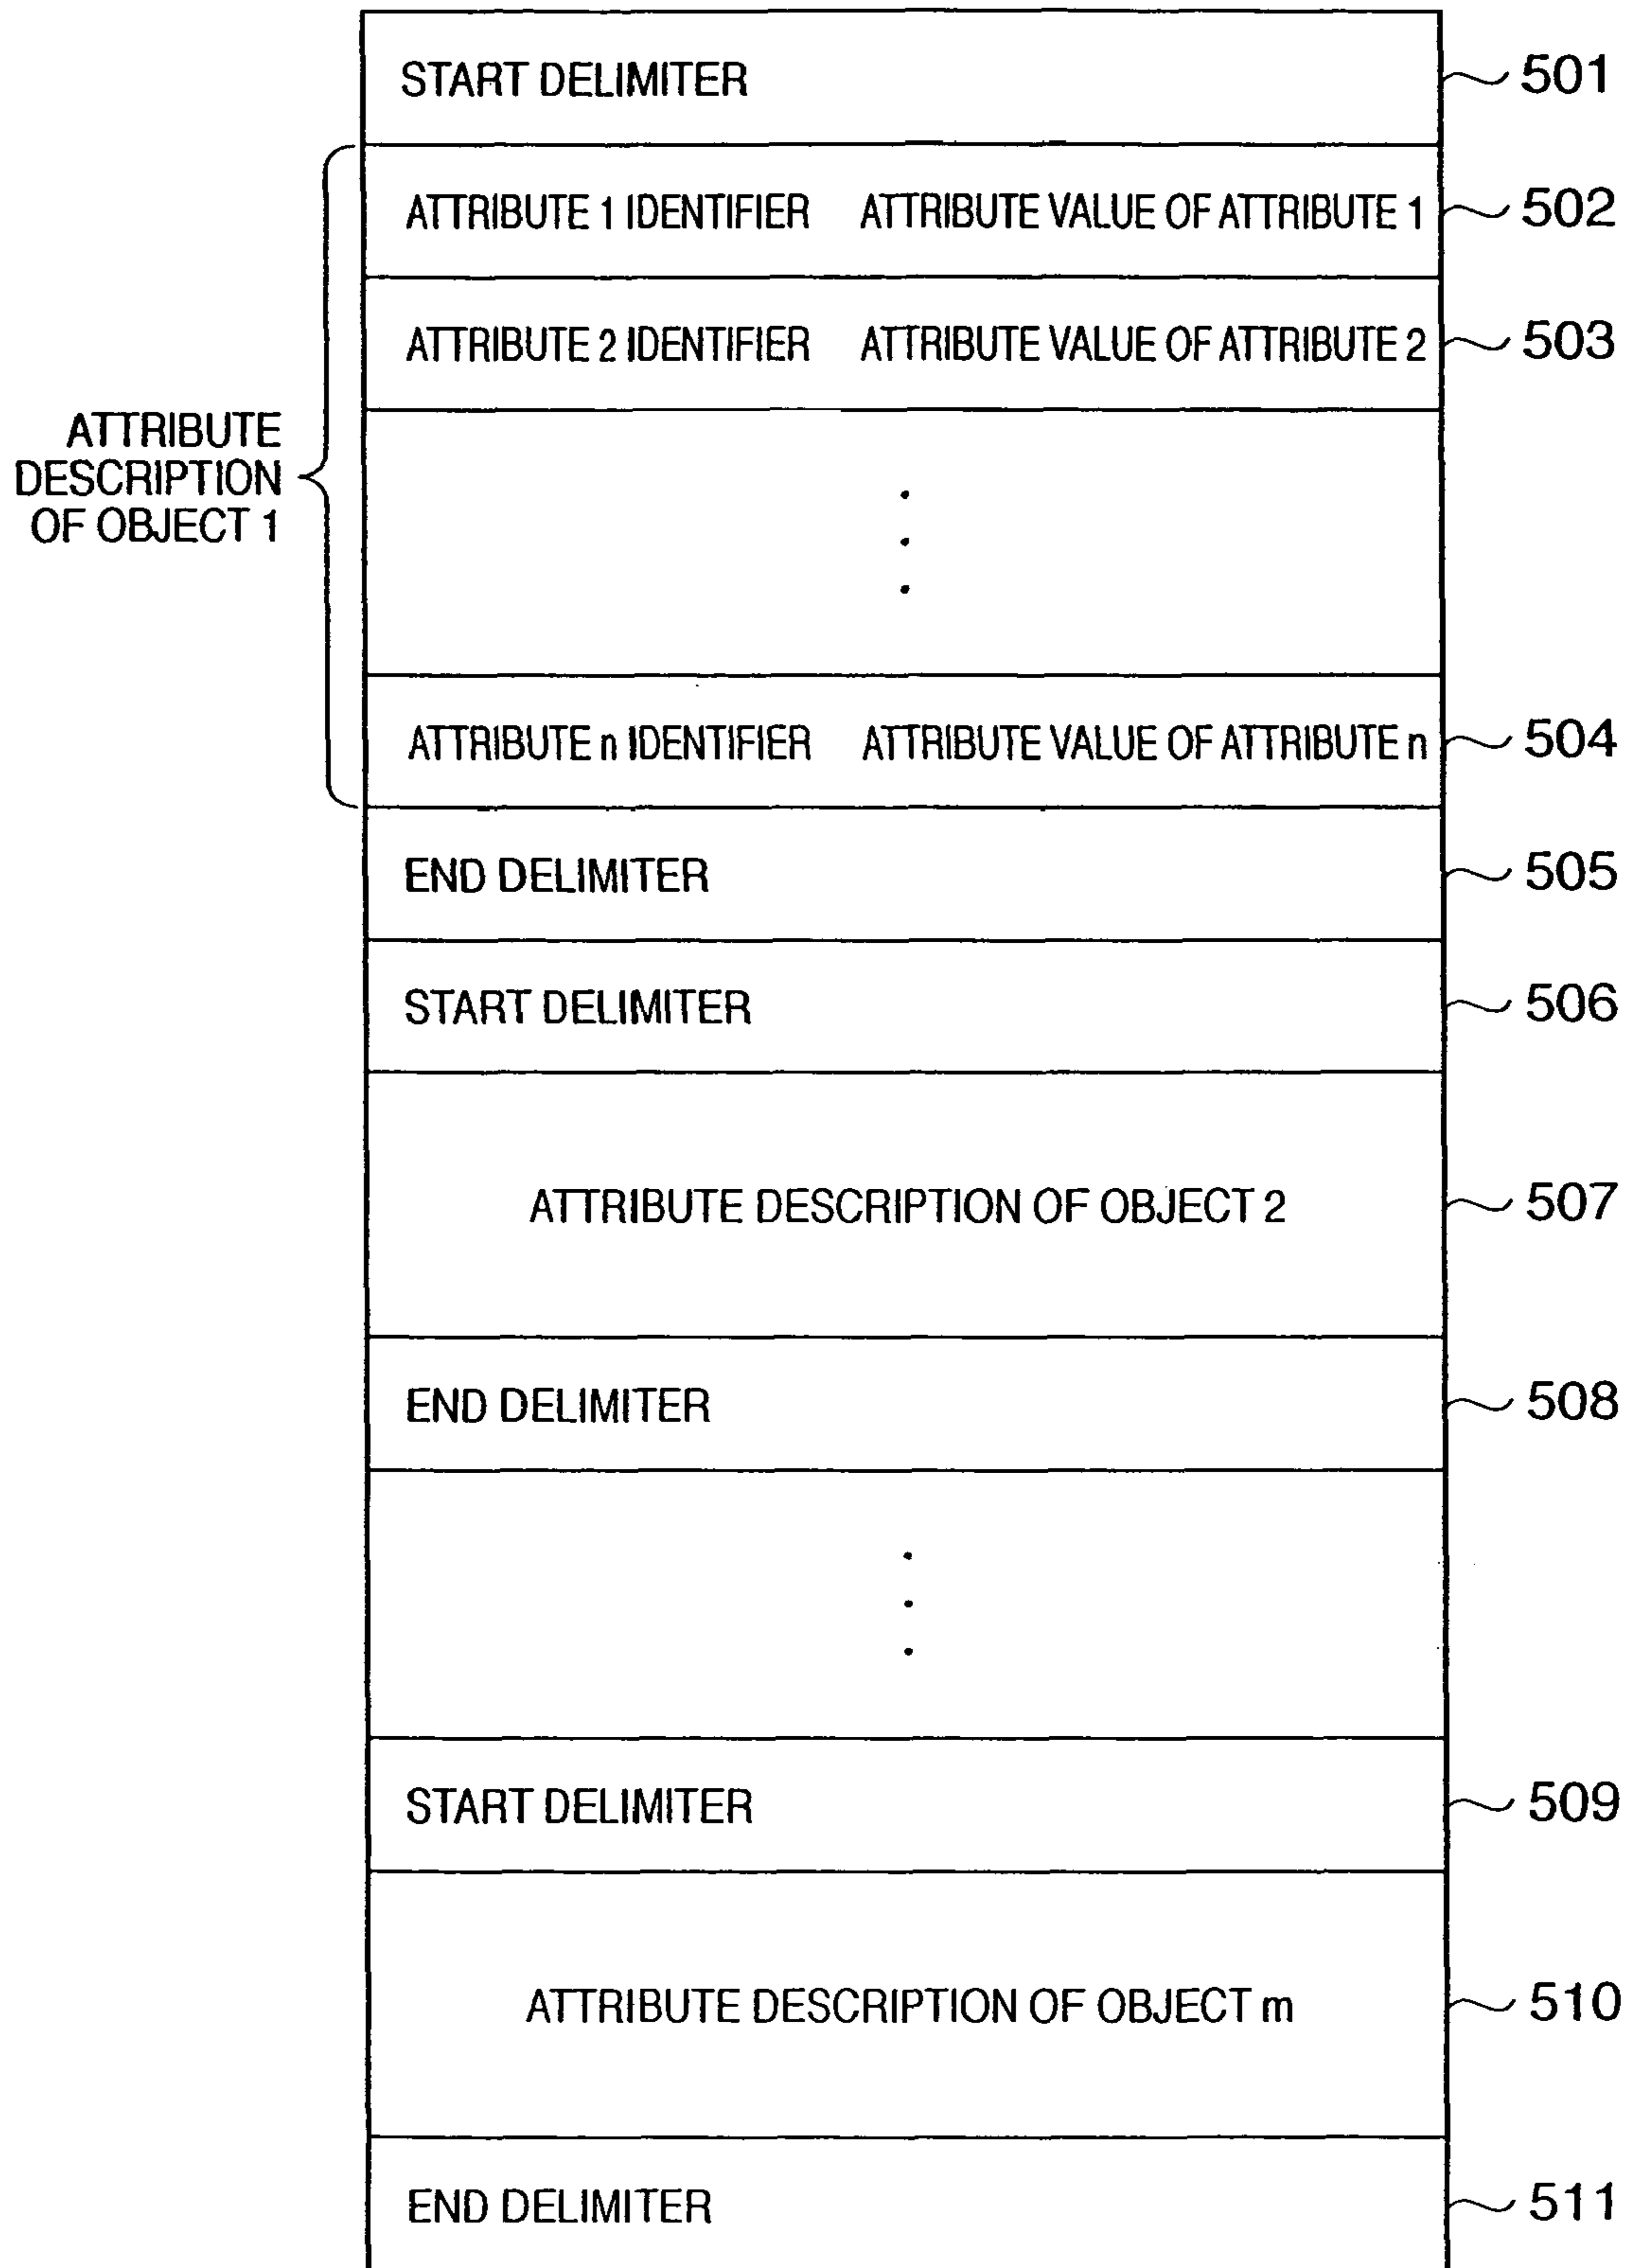 START DELIMITER 501
ATTRIBUTE 1 IDENTIFIER ATTRIBUTE VALUE OF ATTRIBUTE 1 502
ATTRIBUTE 2 IDENTIFIER ATTRIBUTE VALUE OF ATTRIBUTE 2 503
ATTRIBUTE
DESCRIPTION
OF OBJECT 1
ATTRIBUTE n IDENTIFIER ATTRIBUTE VALUE OF ATTRIBUTE n 504
END DELIMITER 505
START DELIMITER 506
ATTRIBUTE DESCRIPTION OF OBJECT 2 507
END DELIMITER 508
START DELIMITER 509
ATTRIBUTE DESCRIPTION OF OBJECT m 510
END DELIMITER 511